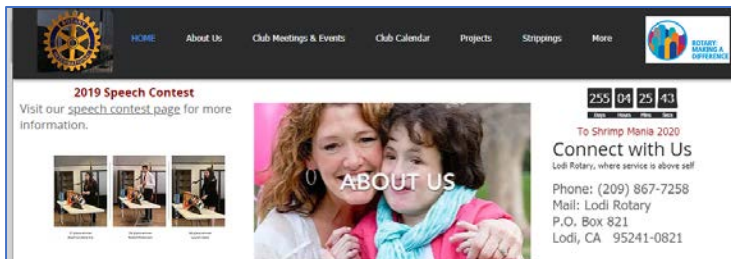 HOME About Us Club Meetings & Events Club Calendar Projects Strippings More
ROTARY:
MAKING A
DIFFERENCE
2019 Speech Contest
Visit our speech contest page for more
information.
ABOUT US
255 04 25 43
Days Hours Mins Secs
To Shrimp Mania 2020
Connect with Us
Lodi Rotary, where service is above self
Phone: (209) 867-7258
Mail: Lodi Rotary
P.O. Box 821
Lodi, CA 95241-0821